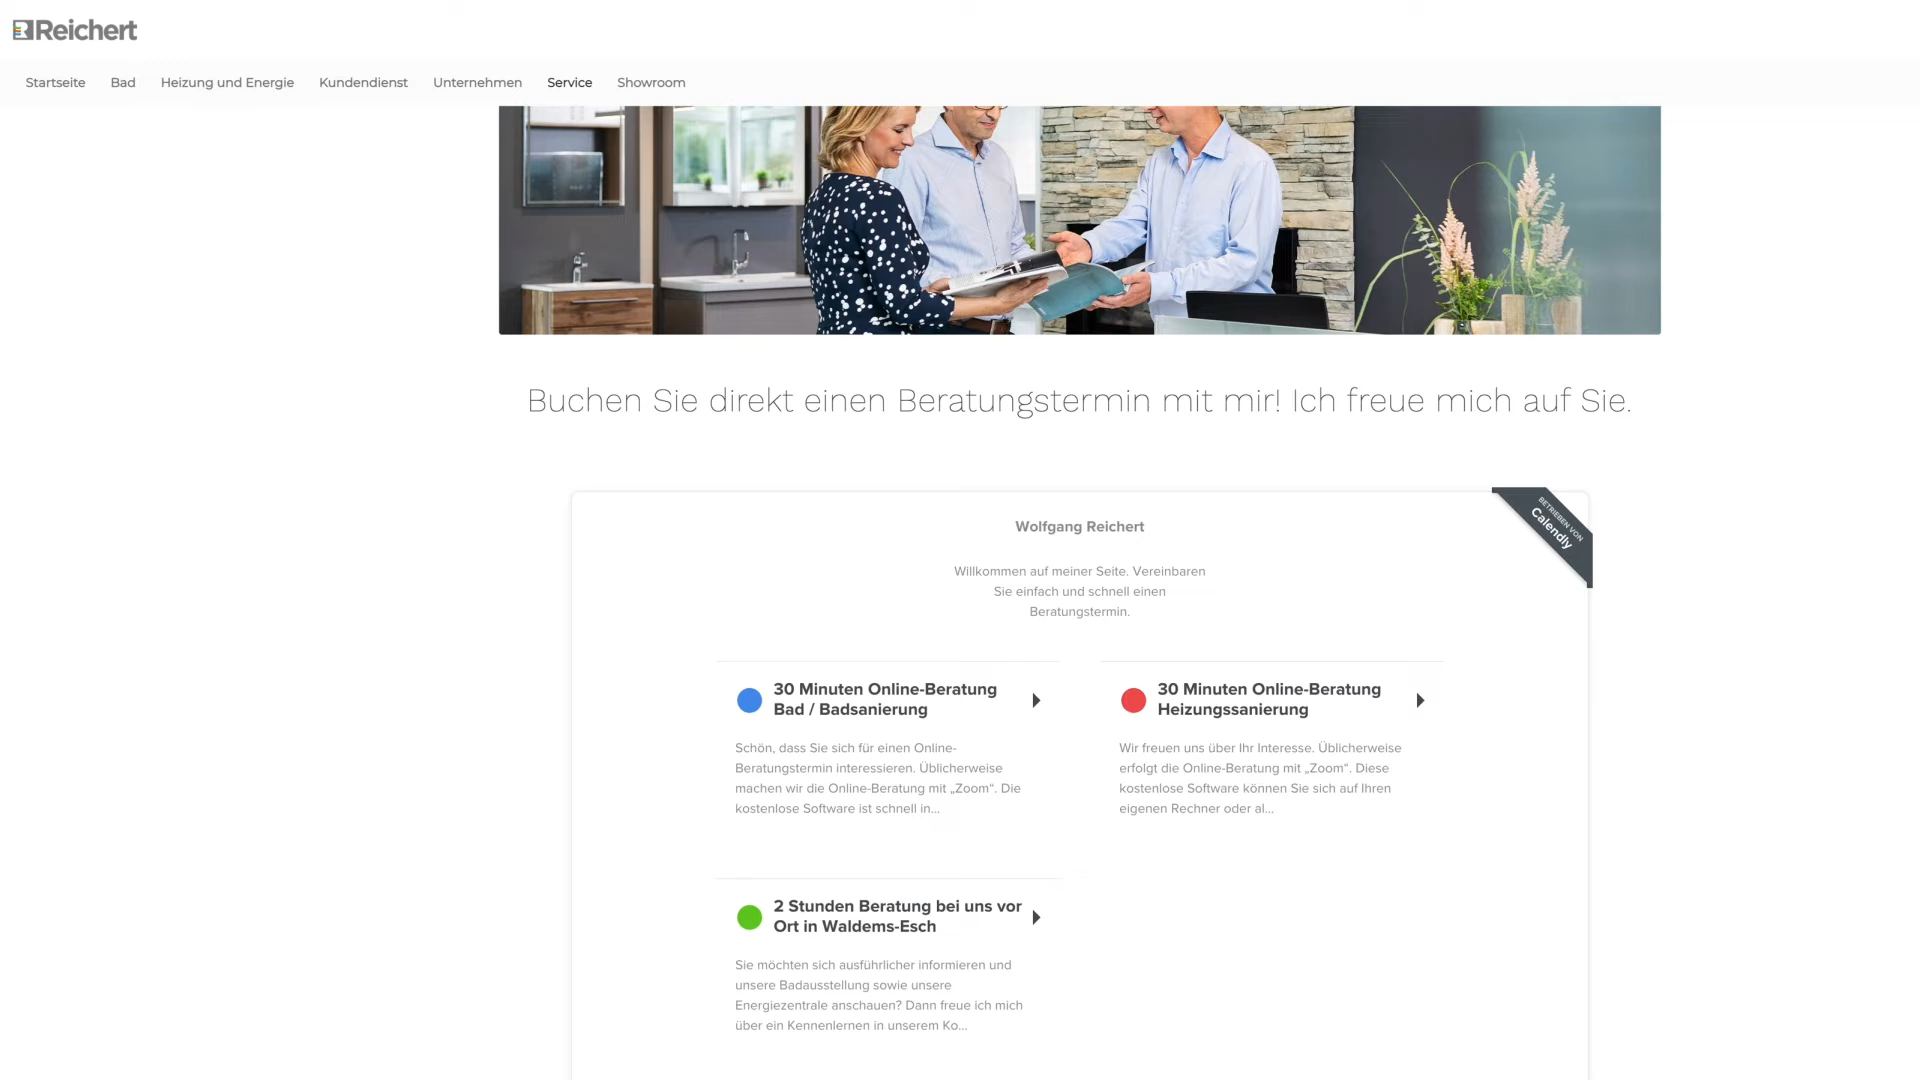 Reichert
Startseite Bad Heizung und Energie Kundendienst Unternehmen Service Showroom
Buchen Sie direkt einen Beratungstermin mit mir! Ich freue mich auf Sie.
BETRIEBEN VON
Calendly
Wolfgang Reichert
Willkommen auf meiner Seite. Vereinbaren
Sie einfach und schnell einen
Beratungstermin.
30 Minuten Online-Beratung
Bad / Badsanierung
Schön, dass Sie sich für einen Online-
Beratungstermin interessieren. Üblicherweise
machen wir die Online-Beratung mit „Zoom“. Die
kostenlose Software ist schnell in...
30 Minuten Online-Beratung
Heizungssanierung
Wir freuen uns über Ihr Interesse. Üblicherweise
erfolgt die Online-Beratung mit „Zoom“. Diese
kostenlose Software können Sie sich auf Ihren
eigenen Rechner oder al...
2 Stunden Beratung bei uns vor
Ort in Waldems-Esch
Sie möchten sich ausführlicher informieren und
unsere Badausstellung sowie unsere
Energiezentrale anschauen? Dann freue ich mich
über ein Kennenlernen in unserem Ko...